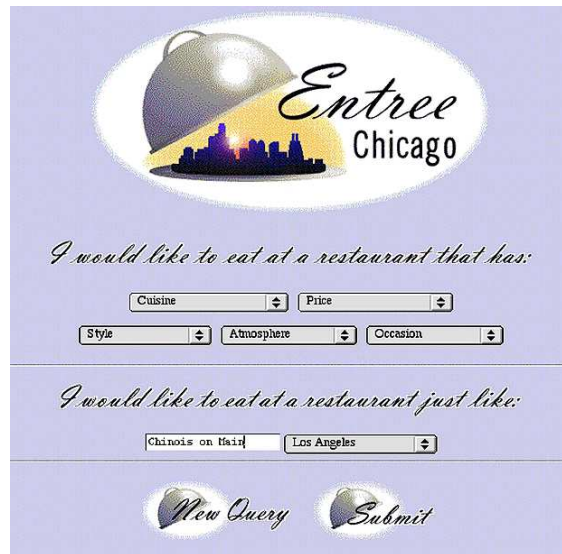 Entree
Chicago
I would like to eat at a restaurant that has:
Cuisine Price
Style Atmosphere Occasion
I would like to eat at a restaurant just like:
Chinois on Main Los Angeles
New Query Submit